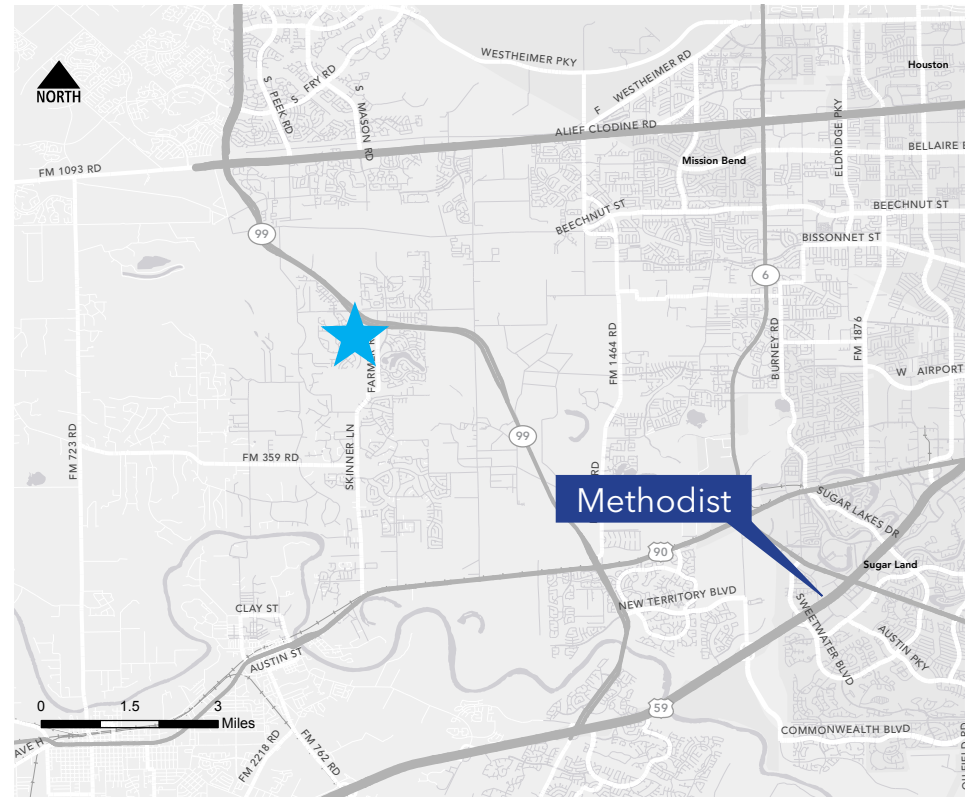 WESTHEIMER PKY
Houston
NORTH
S PEEK RD
S FRY RD
S MASON RD
F WESTHEIMER RD
ELDRIDGE PKY
ALIEF CLODINE RD
FM 1093 RD
Mission Bend
BELLAIRE
BEECHNUT ST
BEECHNUT ST
99
BISSONNET ST
6
FM 1464 RD
BURNEY RD
FM 1876
W AIRPORT
FM 723 RD
SKINNER LN
99
FM 359 RD
RD
Methodist
SUGAR LAKES DR
90
Sugar Land
CLAY ST
NEW TERRITORY BLVD
SWEETWATER BLVD
AUSTIN PKY
AUSTIN ST
0 1.5 3
Miles
59
COMMONWEALTH BLVD
AVE H
FM 2218 RD
FM 762 RD